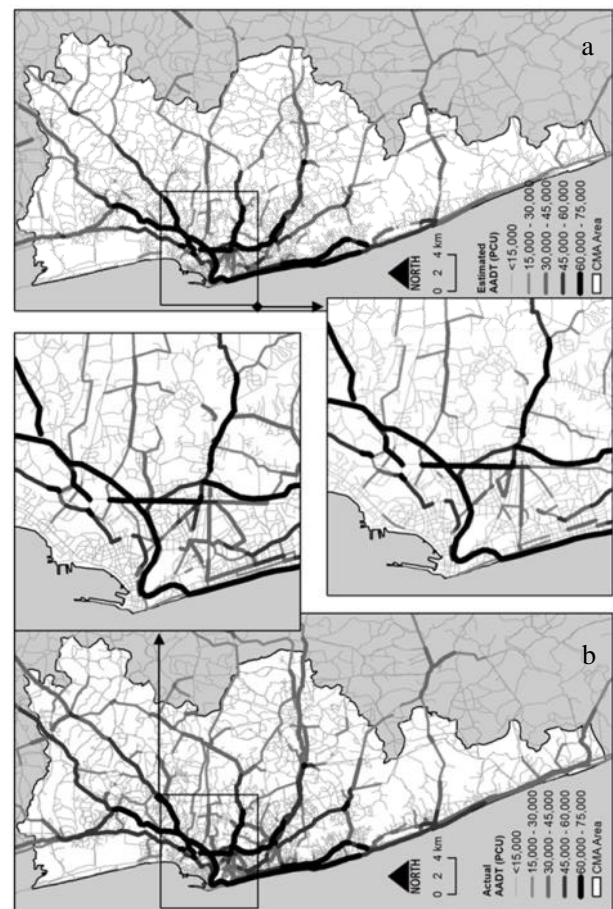 a
Estimated
AADT (PCU)
<15,000
15,000 - 30,000
30,000 - 45,000
45,000 - 60,000
60,000 - 75,000
CMA Area
NORTH
0 2 4 km
b
Actual
AADT (PCU)
<15,000
15,000 - 30,000
30,000 - 45,000
45,000 - 60,000
60,000 - 75,000
CMA Area
NORTH
0 2 4 km